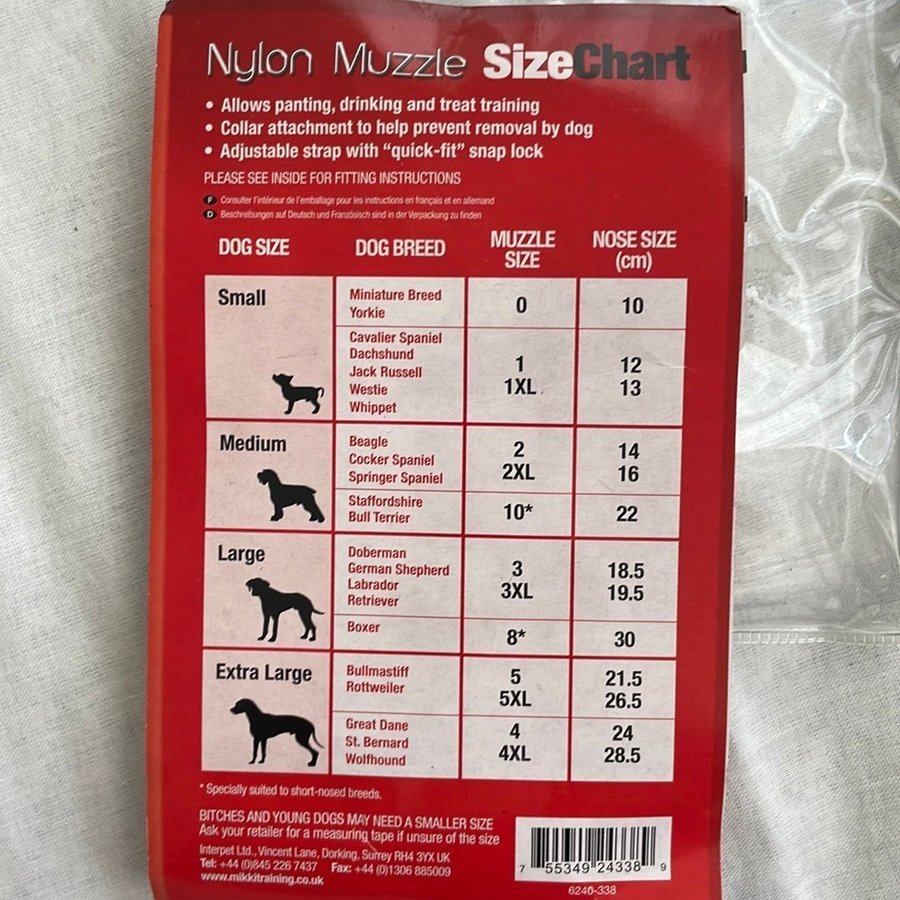 Nylon Muzzle SizeChart
• Allows panting, drinking and treat training
• Collar attachment to help prevent removal by dog
• Adjustable strap with “quick-fit” snap lock
PLEASE SEE INSIDE FOR FITTING INSTRUCTIONS
F Consulter l'intérieur de l'emballage pour les instructions en français et en allemand
D Beschreibungen auf Deutsch und Französisch sind in der Verpackung zu finden
DOG SIZE DOG BREED MUZZLE SIZE NOSE SIZE (cm)
Small
Miniature Breed
Yorkie
0 10
Cavalier Spaniel
Dachshund
Jack Russell
Westie
Whippet
1 12
1XL 13
Medium
Beagle
Cocker Spaniel
Springer Spaniel
2 14
2XL 16
Staffordshire
Bull Terrier
10* 22
Large
Doberman
German Shepherd
Labrador
Retriever
3 18.5
3XL 19.5
Boxer
8* 30
Extra Large
Bullmastiff
Rottweiler
5 21.5
5XL 26.5
Great Dane
St. Bernard
Wolfhound
4 24
4XL 28.5
* Specially suited to short-nosed breeds.
BITCHES AND YOUNG DOGS MAY NEED A SMALLER SIZE
Ask your retailer for a measuring tape if unsure of the size
Interpet Ltd., Vincent Lane, Dorking, Surrey RH4 3YX UK
Tel: +44 (0)845 226 7437 Fax: +44 (0)1306 885009
www.mikkitraining.co.uk
7 55349 24338 9
6240-338